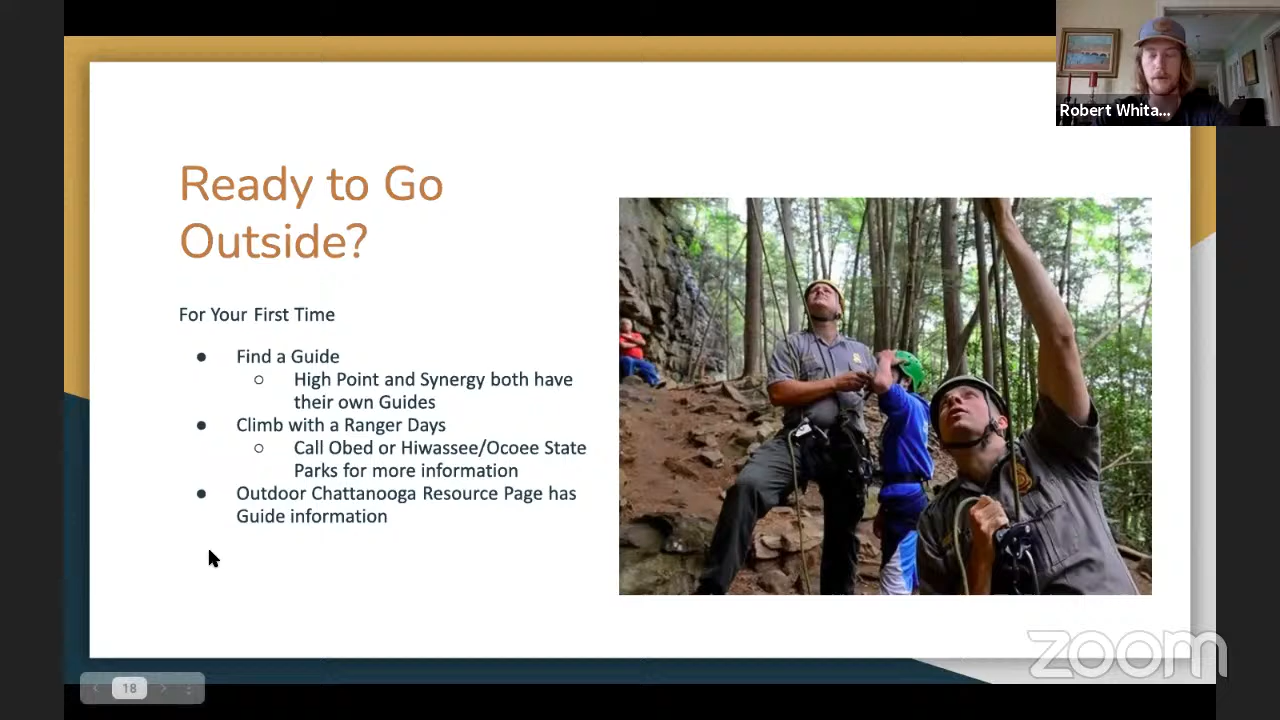 Robert Whita...
Ready to Go
Outside?
For Your First Time
● Find a Guide
○ High Point and Synergy both have
their own Guides
● Climb with a Ranger Days
○ Call Obed or Hiwassee/Ocoee State
Parks for more information
● Outdoor Chattanooga Resource Page has
Guide information
zoom
18